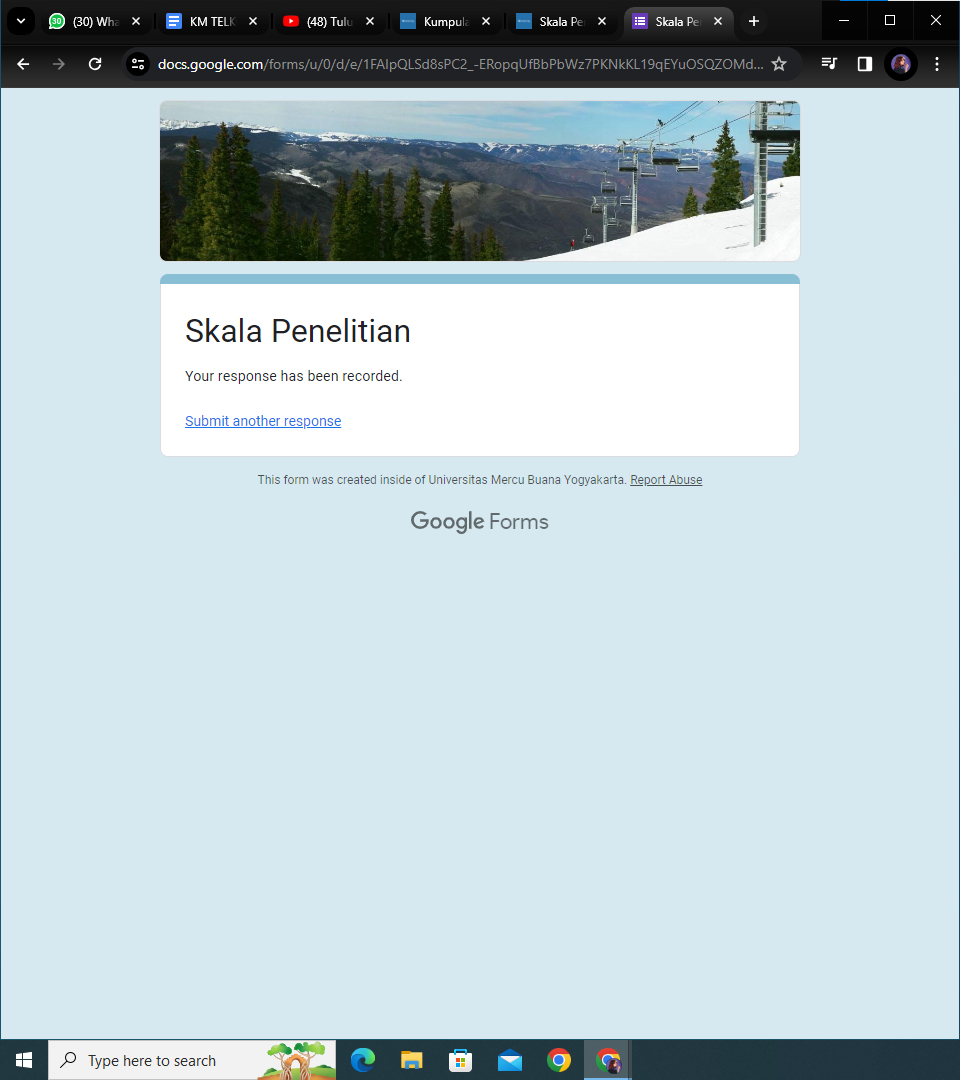 30
(30) Wha
KM TELK
(48) Tulu
Kumpula
Skala Pe
Skala Pe
docs.google.com/forms/u/0/d/e/1FAIpQLSd8sPC2_-ERopqUfBbPbWz7PKNkKL19qEYuOSQZOMd...
Skala Penelitian
Your response has been recorded.
Submit another response
This form was created inside of Universitas Mercu Buana Yogyakarta. Report Abuse
Google Forms
Type here to search